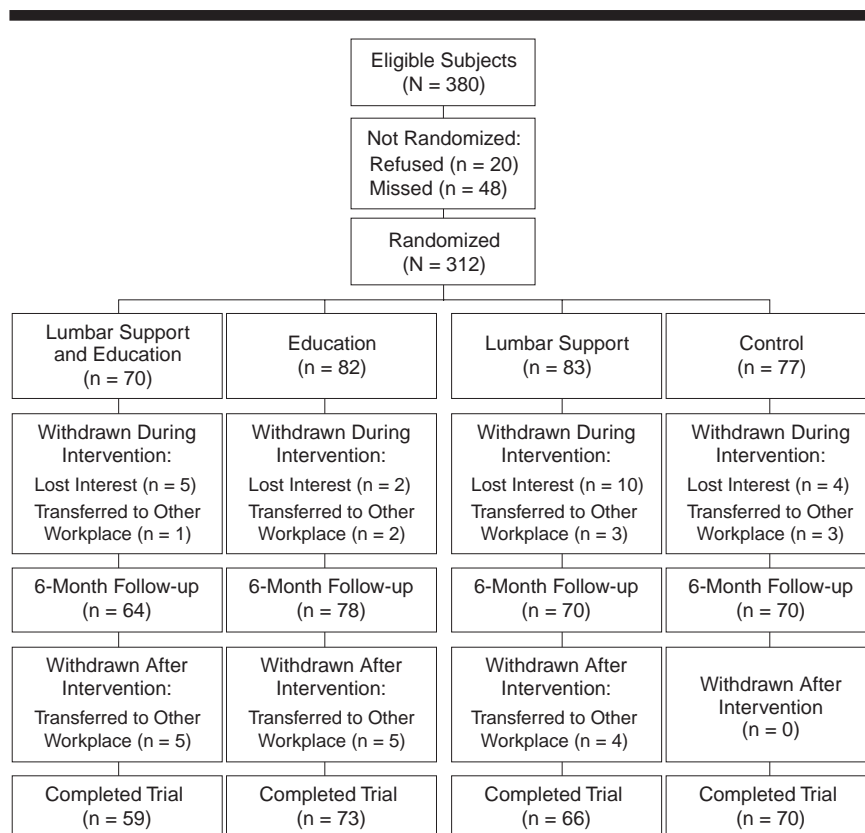 Eligible Subjects
(N = 380)
Not Randomized:
Refused (n = 20)
Missed (n = 48)
Randomized
(N = 312)
Lumbar Support
and Education
(n = 70)
Education
(n = 82)
Lumbar Support
(n = 83)
Control
(n = 77)
Withdrawn During
Intervention:
Lost Interest (n = 5)
Transferred to Other
Workplace (n = 1)
Withdrawn During
Intervention:
Lost Interest (n = 2)
Transferred to Other
Workplace (n = 2)
Withdrawn During
Intervention:
Lost Interest (n = 10)
Transferred to Other
Workplace (n = 3)
Withdrawn During
Intervention:
Lost Interest (n = 4)
Transferred to Other
Workplace (n = 3)
6-Month Follow-up
(n = 64)
6-Month Follow-up
(n = 78)
6-Month Follow-up
(n = 70)
6-Month Follow-up
(n = 70)
Withdrawn After
Intervention:
Transferred to Other
Workplace (n = 5)
Withdrawn After
Intervention:
Transferred to Other
Workplace (n = 5)
Withdrawn After
Intervention:
Transferred to Other
Workplace (n = 4)
Withdrawn After
Intervention
(n = 0)
Completed Trial
(n = 59)
Completed Trial
(n = 73)
Completed Trial
(n = 66)
Completed Trial
(n = 70)